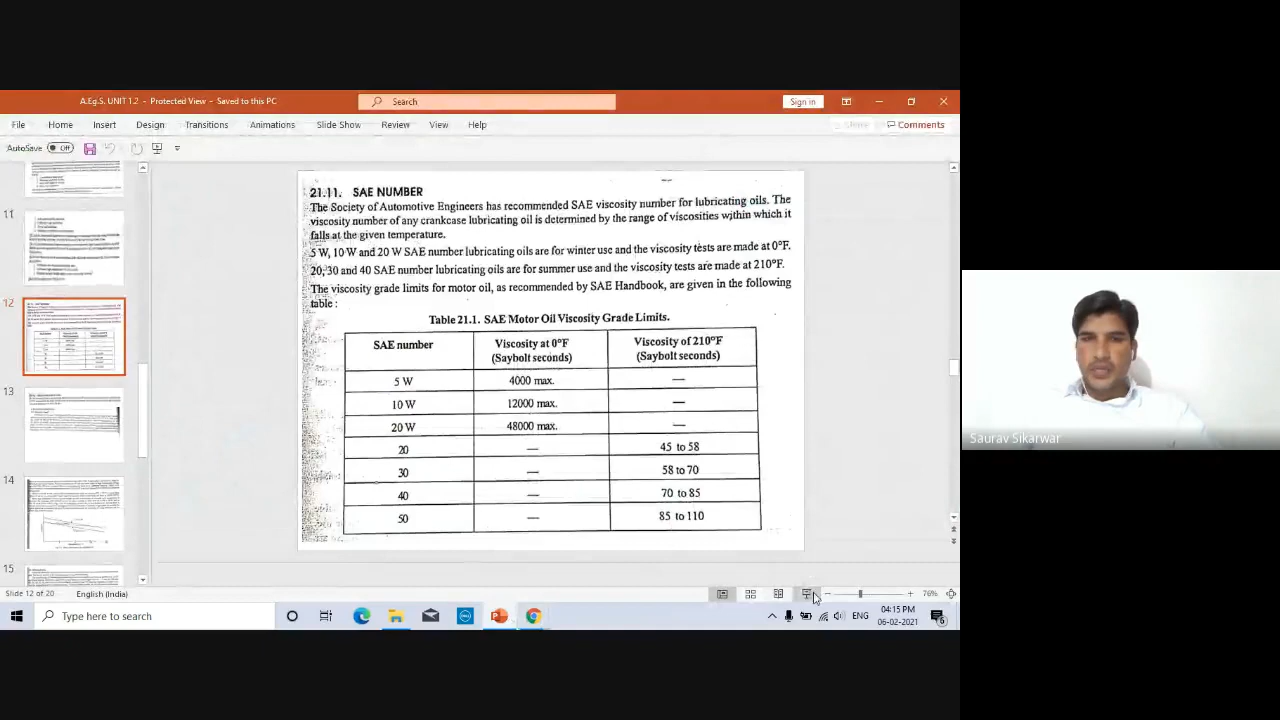 A.Eg.S. UNIT 1.2 - Protected View - Saved to this PC
Search
Sign in
File Home Insert Design Transitions Animations Slide Show Review View Help
Share
Comments
AutoSave Off
11
12
13
14
15
21.11. SAE NUMBER
The Society of Automotive Engineers has recommended SAE viscosity number for lubricating oils. The
viscosity number of any crankcase lubricating oil is determined by the range of viscosities within which it
falls at the given temperature.
5 W, 10 W and 20 W SAE number lubricant oils are for winter use and the viscosity tests are made at 0°F.
20, 30 and 40 SAE number lubricant oils are for summer use and the viscosity tests are made at 210°F.
The viscosity grade limits for motor oil, as recommended by SAE Handbook, are given in the following
table :
Table 21.1. SAE Motor Oil Viscosity Grade Limits.
SAE number Viscosity at 0°F (Saybolt seconds) Viscosity of 210°F (Saybolt seconds)
5 W 4000 max. —
10 W 12000 max. —
20 W 48000 max. —
20 — 45 to 58
30 — 58 to 70
40 — 70 to 85
50 — 85 to 110
Saurav Sikarwar
Slide 12 of 20 English (India)
76%
Type here to search
DELL
ENG
04:15 PM
06-02-2021
6